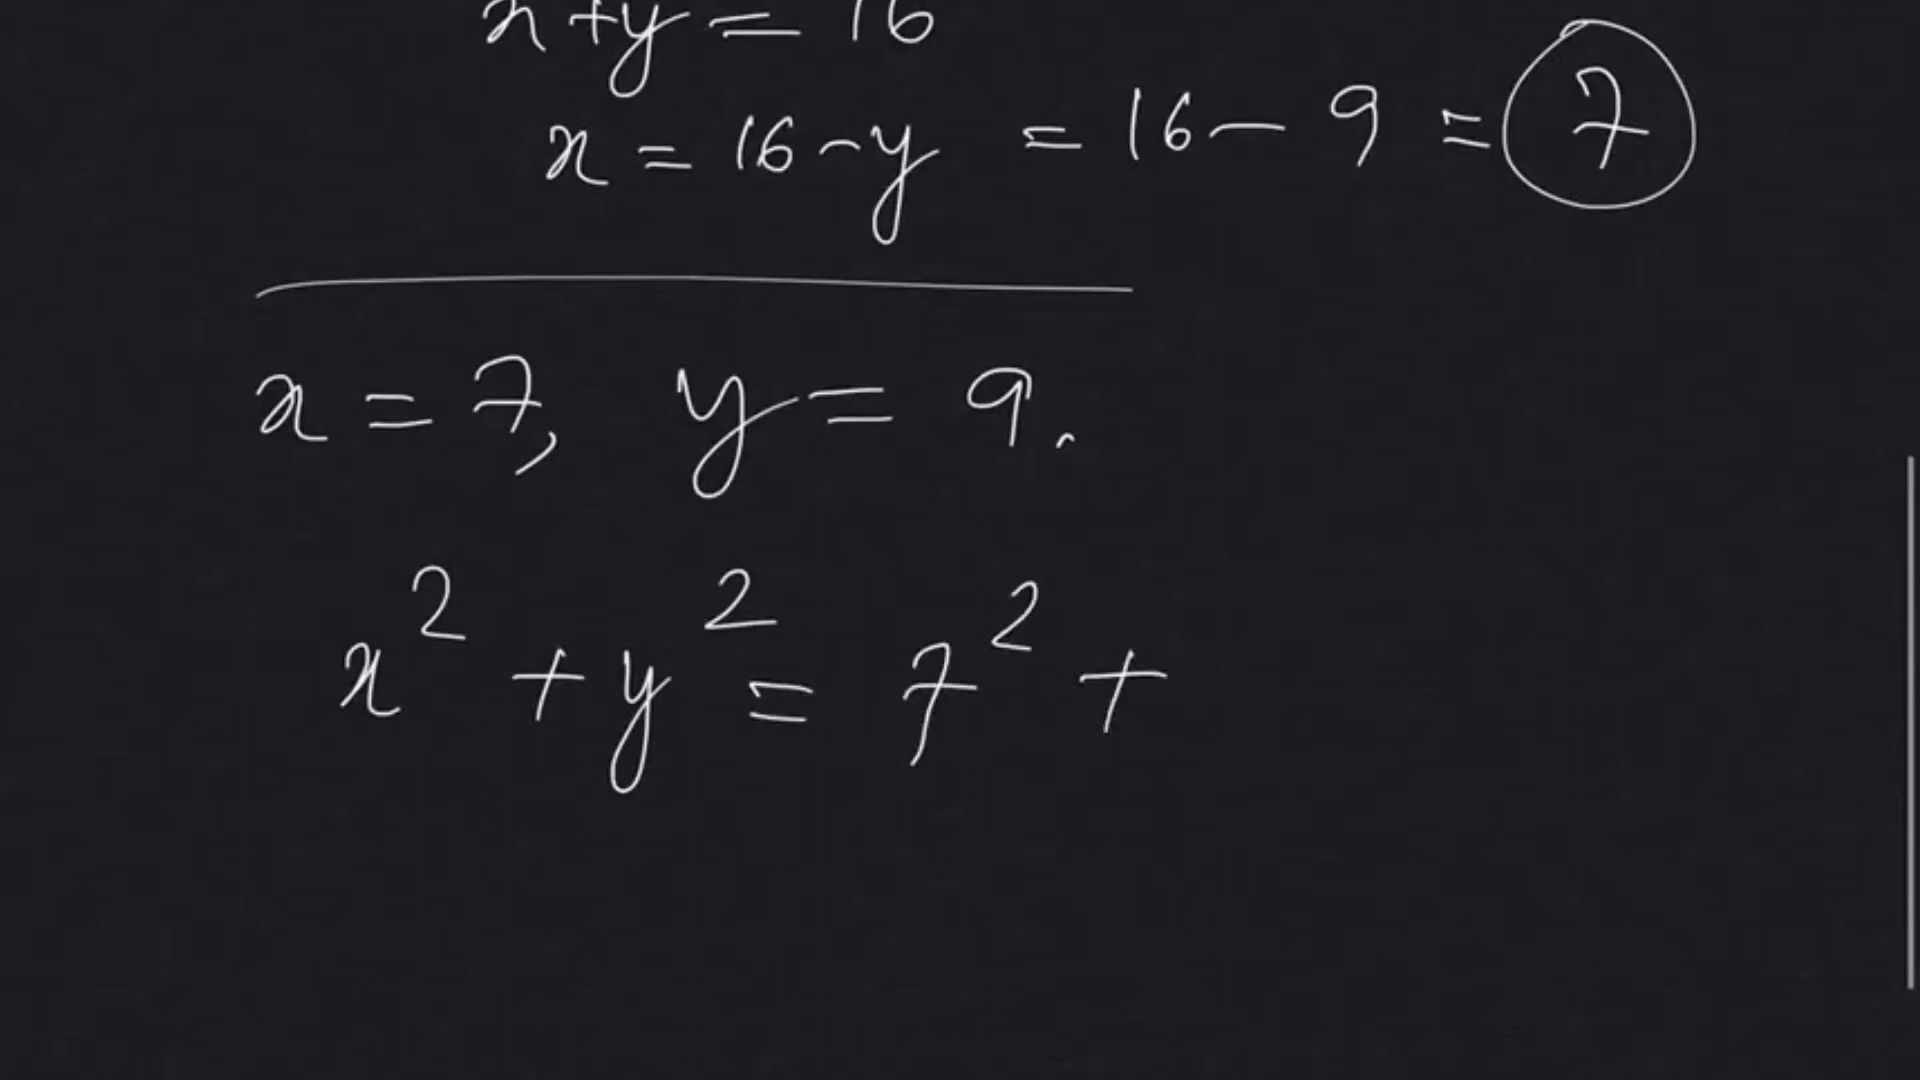 x+y = 16
x = 16-y = 16-9 = 7
x = 7, y = 9.
x² + y² = 7² +